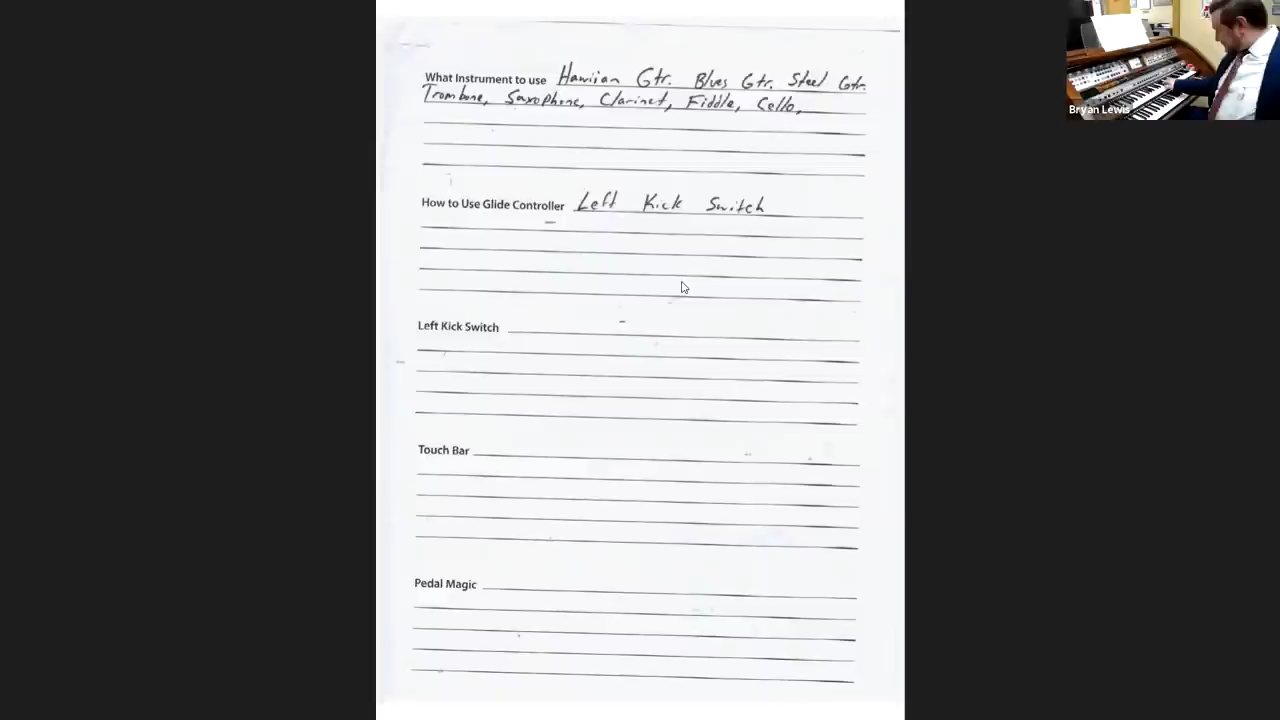 What Instrument to use Hawiian Gtr. Blues Gtr. Steel Gtr.
Trombone, Saxophone, Clarinet, Fiddle, Cello,
How to Use Glide Controller Left Kick Switch
Left Kick Switch
Touch Bar
Pedal Magic
Bryan Lewis